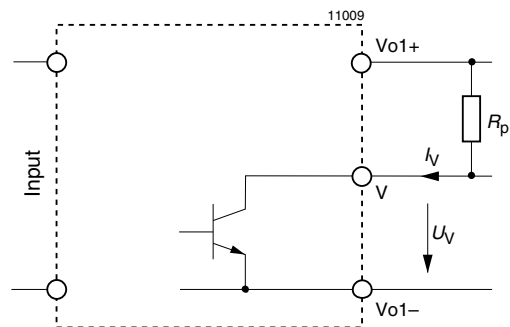 11009
Vo1+
Rp
IV
Input
V
UV
Vo1–